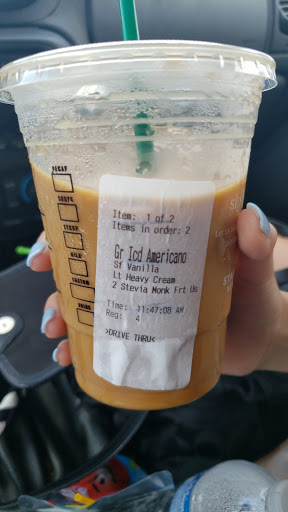 Item: 1 of 2
Items in order: 2
Gr Icd Americano
Sf Vanilla
Lt Heavy Cream
2 Stevia Monk Frt Us
Time: 11:47:08 AM
Reg: 4
>DRIVE THRU<
DECAF
SHOTS
SYRUP
MILK
CUSTOM
DRINK